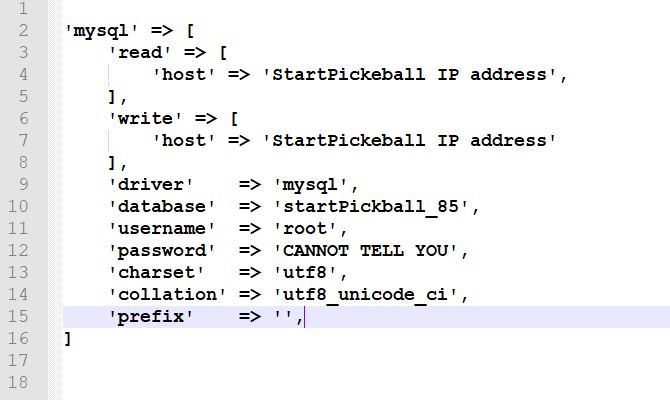 1
2 'mysql' => [
3 'read' => [
4 'host' => 'StartPickeball IP address',
5 ],
6 'write' => [
7 'host' => 'StartPickeball IP address'
8 ],
9 'driver' => 'mysql',
10 'database' => 'startPickball_85',
11 'username' => 'root',
12 'password' => 'CANNOT TELL YOU',
13 'charset' => 'utf8',
14 'collation' => 'utf8_unicode_ci',
15 'prefix' => '',
16 ]
17
18